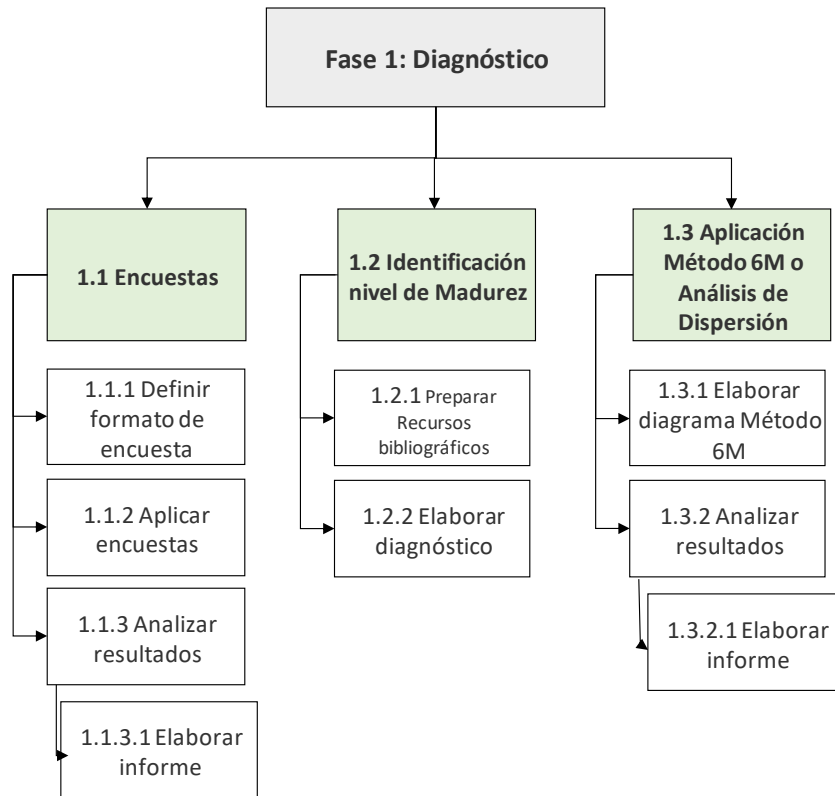 Fase 1: Diagnóstico
1.1 Encuestas
1.1.1 Definir
formato de
encuesta
1.1.2 Aplicar
encuestas
1.1.3 Analizar
resultados
1.1.3.1 Elaborar
informe
1.2 Identificación
nivel de Madurez
1.2.1 Preparar
Recursos
bibliográficos
1.2.2 Elaborar
diagnóstico
1.3 Aplicación
Método 6M o
Análisis de
Dispersión
1.3.1 Elaborar
diagrama Método
6M
1.3.2 Analizar
resultados
1.3.2.1 Elaborar
informe